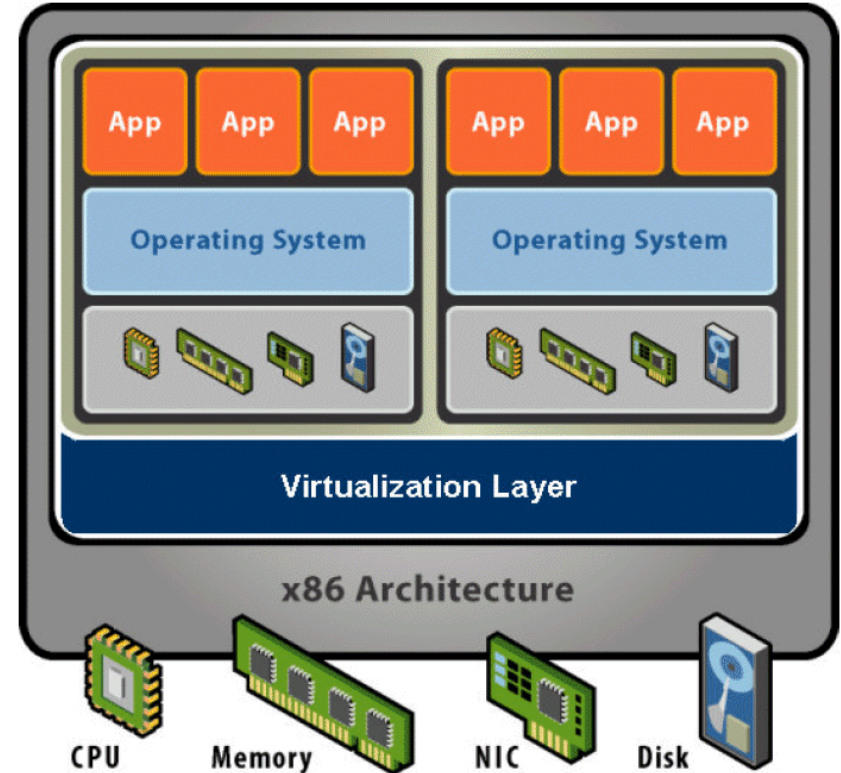 App App App App App App
Operating System Operating System
Virtualization Layer
x86 Architecture
CPU Memory NIC Disk